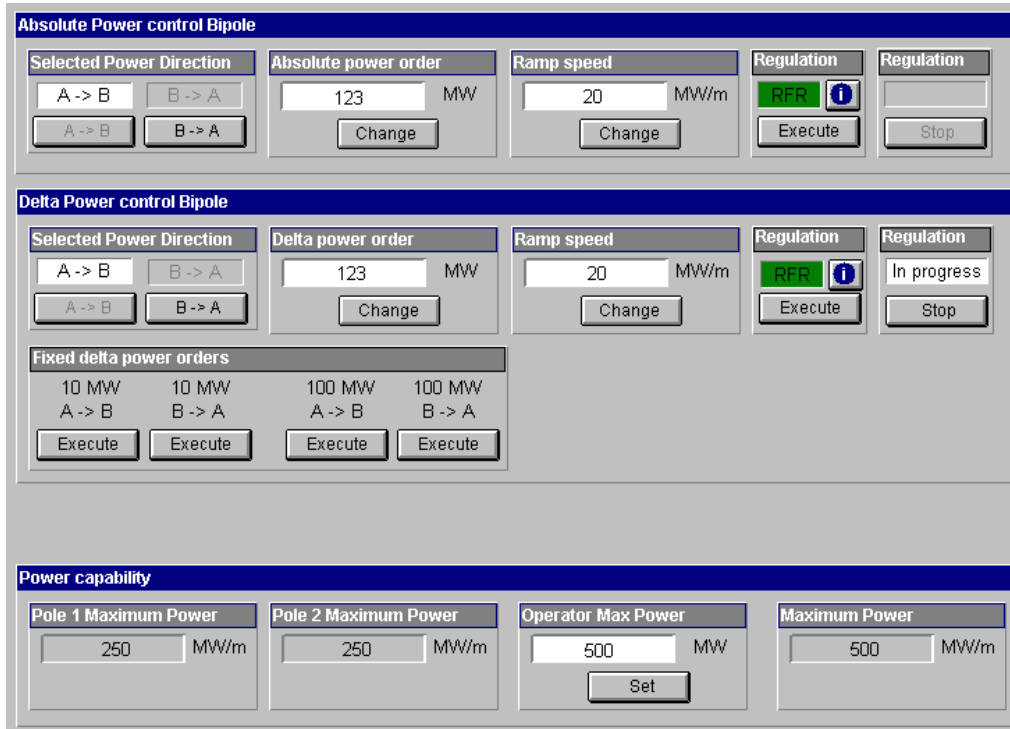 Absolute Power control Bipole
Selected Power Direction Absolute power order Ramp speed Regulation Regulation
A -> B B -> A 123 MW 20 MW/m RFR i
A -> B B -> A Change Change Execute Stop
Delta Power control Bipole
Selected Power Direction Delta power order Ramp speed Regulation Regulation
A -> B B -> A 123 MW 20 MW/m RFR i In progress
A -> B B -> A Change Change Execute Stop
Fixed delta power orders
10 MW 10 MW 100 MW 100 MW
A -> B B -> A A -> B B -> A
Execute Execute Execute Execute
Power capability
Pole 1 Maximum Power Pole 2 Maximum Power Operator Max Power Maximum Power
250 MW/m 250 MW/m 500 MW 500 MW/m
Set